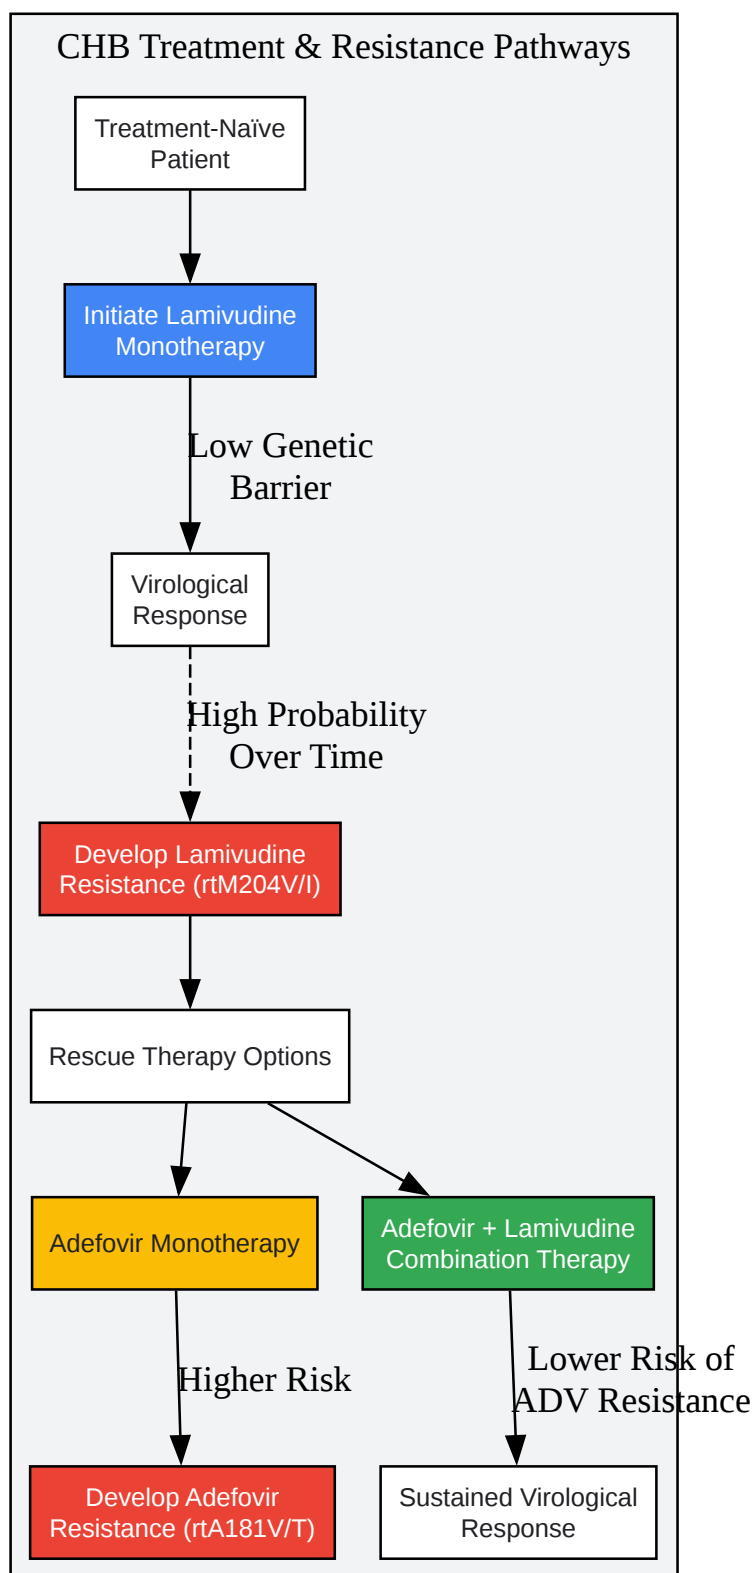 CHB Treatment & Resistance Pathways
Treatment-Naïve
Patient
Initiate Lamivudine
Monotherapy
Low Genetic
Barrier
Virological
Response
High Probability
Over Time
Develop Lamivudine
Resistance (rtM204V/I)
Rescue Therapy Options
Adefovir Monotherapy
Adefovir + Lamivudine
Combination Therapy
Higher Risk
Lower Risk of
ADV Resistance
Develop Adefovir
Resistance (rtA181V/T)
Sustained Virological
Response